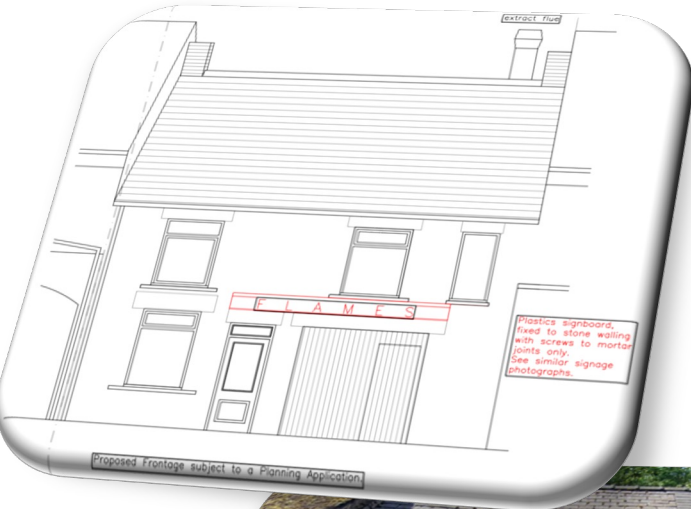 extract flue
F L A M E S
Plastics signboard,
fixed to stone walling
with screws to mortar
joints only.
See similar signage
photographs.
Proposed Frontage subject to a Planning Application.